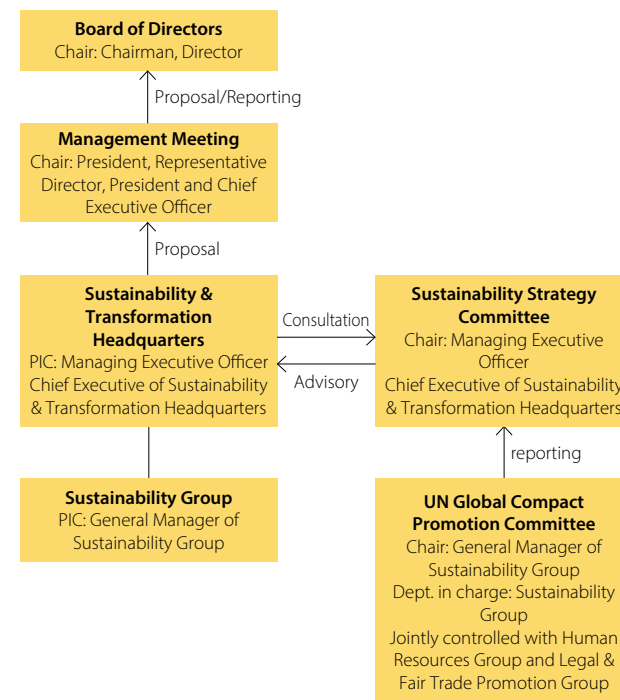 Board of Directors
Chair: Chairman, Director
Proposal/Reporting
Management Meeting
Chair: President, Representative
Director, President and Chief
Executive Officer
Proposal
Sustainability &
Transformation
Headquarters
PIC: Managing Executive Officer
Chief Executive of Sustainability
& Transformation Headquarters
Consultation
Advisory
Sustainability Strategy
Committee
Chair: Managing Executive
Officer
Chief Executive of Sustainability
& Transformation Headquarters
reporting
Sustainability Group
PIC: General Manager of
Sustainability Group
UN Global Compact
Promotion Committee
Chair: General Manager of
Sustainability Group
Dept. in charge: Sustainability
Group
Jointly controlled with Human
Resources Group and Legal &
Fair Trade Promotion Group